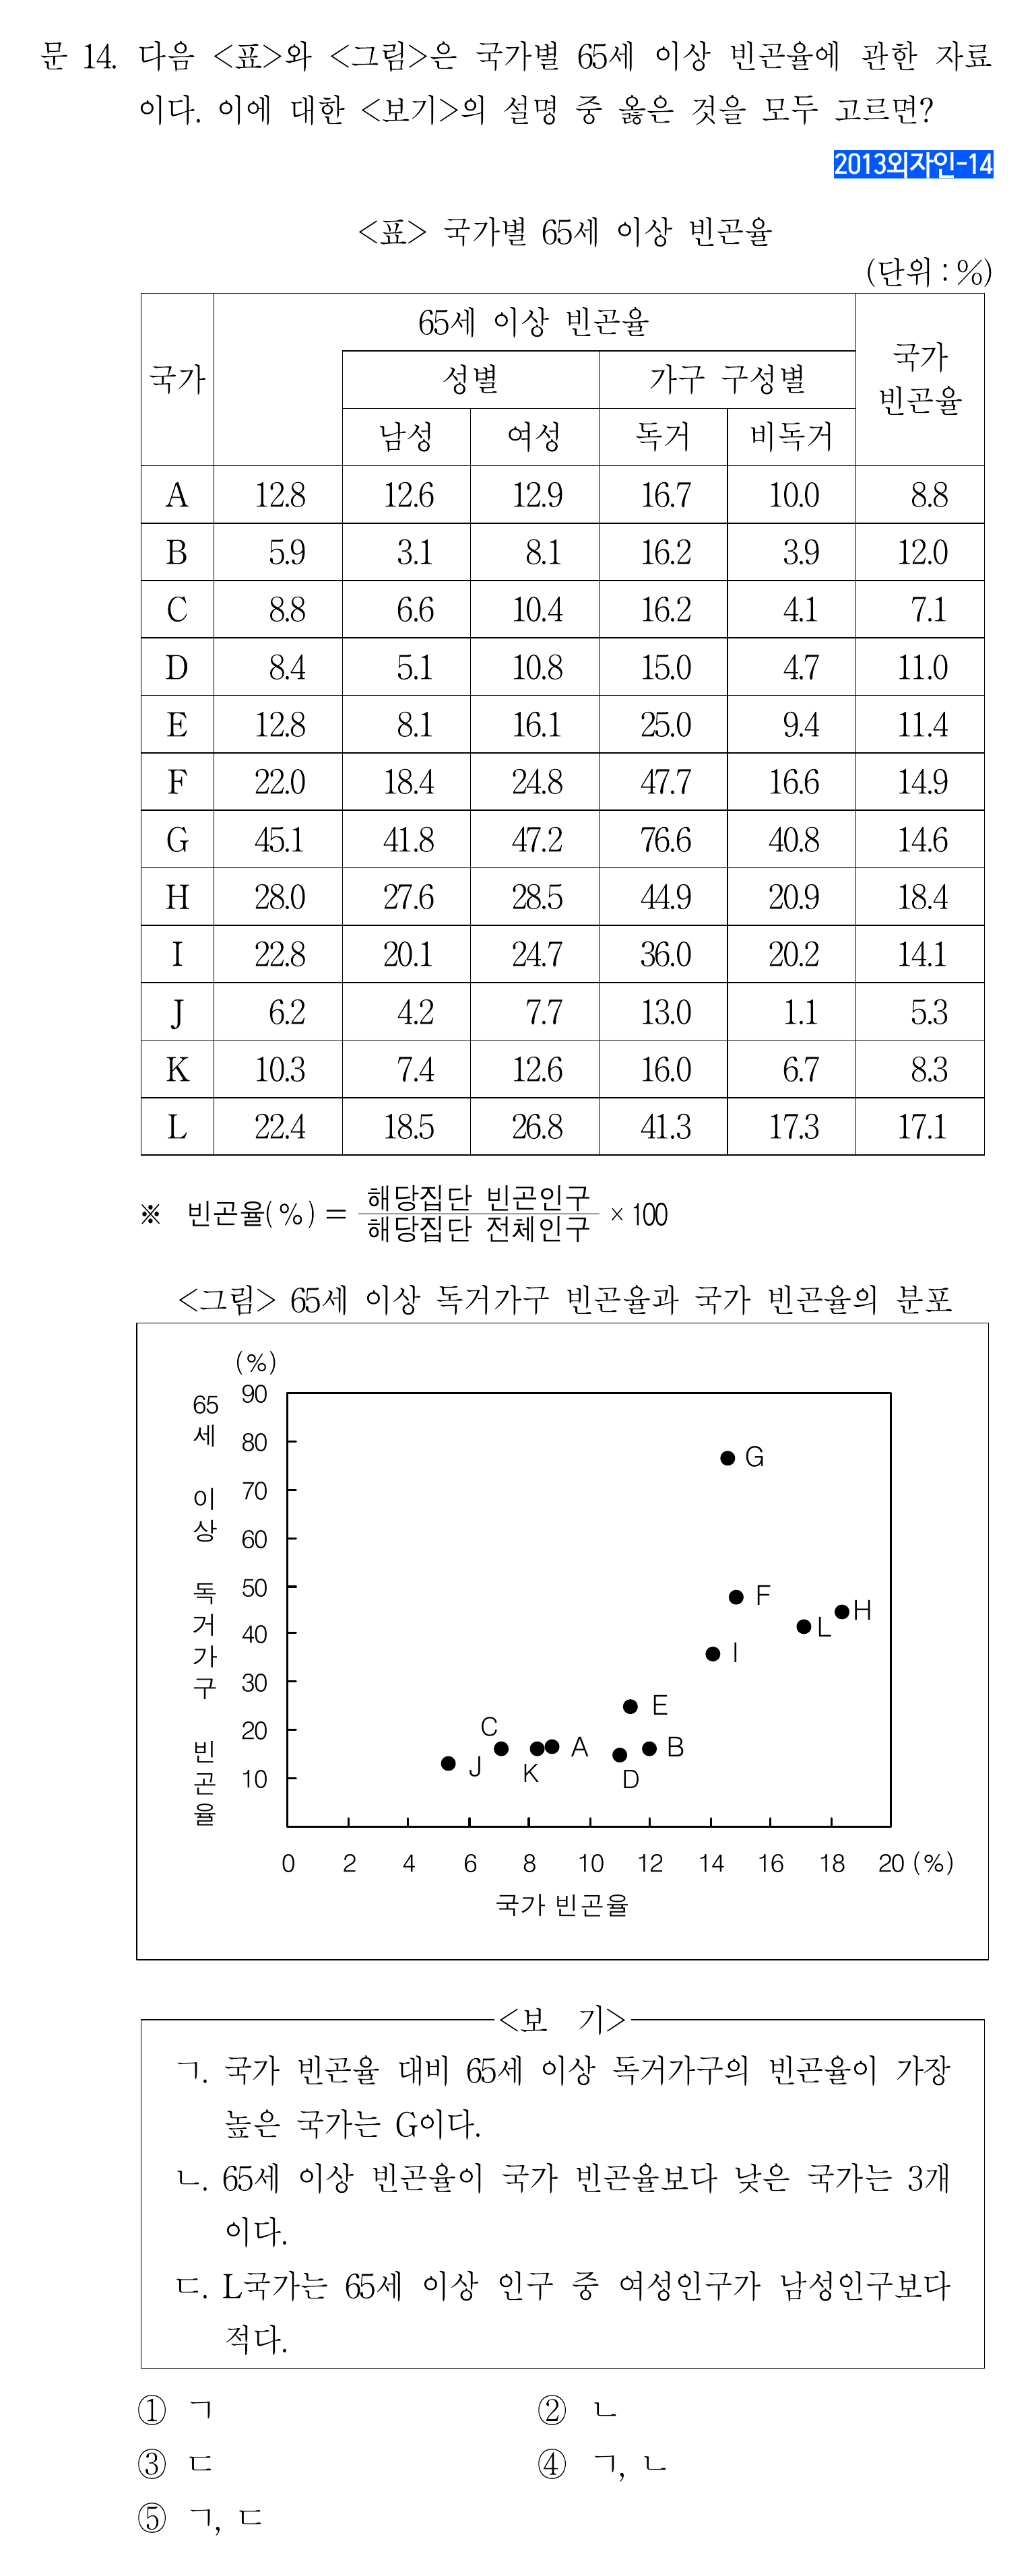 문 14. 다음 <표>와 <그림>은 국가별 65세 이상 빈곤율에 관한 자료
이다. 이에 대한 <보기>의 설명 중 옳은 것을 모두 고르면?
2013외자인-14
<표> 국가별 65세 이상 빈곤율
(단위 : %)
국가 65세 이상 빈곤율 국가 빈곤율
성별 가구 구성별
남성 여성 독거 비독거
A 12.8 12.6 12.9 16.7 10.0 8.8
B 5.9 3.1 8.1 16.2 3.9 12.0
C 8.8 6.6 10.4 16.2 4.1 7.1
D 8.4 5.1 10.8 15.0 4.7 11.0
E 12.8 8.1 16.1 25.0 9.4 11.4
F 22.0 18.4 24.8 47.7 16.6 14.9
G 45.1 41.8 47.2 76.6 40.8 14.6
H 28.0 27.6 28.5 44.9 20.9 18.4
I 22.8 20.1 24.7 36.0 20.2 14.1
J 6.2 4.2 7.7 13.0 1.1 5.3
K 10.3 7.4 12.6 16.0 6.7 8.3
L 22.4 18.5 26.8 41.3 17.3 17.1
※ 빈곤율(%) = 해당집단 빈곤인구 / 해당집단 전체인구 × 100
<그림> 65세 이상 독거가구 빈곤율과 국가 빈곤율의 분포
(%)
65세 이상 독거가구 빈곤율
90
80
70
60
50
40
30
20
10
G
F
H
L
I
E
C
A
B
J
K
D
0 2 4 6 8 10 12 14 16 18 20 (%)
국가 빈곤율
<보 기>
ㄱ. 국가 빈곤율 대비 65세 이상 독거가구의 빈곤율이 가장
높은 국가는 G이다.
ㄴ. 65세 이상 빈곤율이 국가 빈곤율보다 낮은 국가는 3개
이다.
ㄷ. L국가는 65세 이상 인구 중 여성인구가 남성인구보다
적다.
① ㄱ ② ㄴ
③ ㄷ ④ ㄱ, ㄴ
⑤ ㄱ, ㄷ